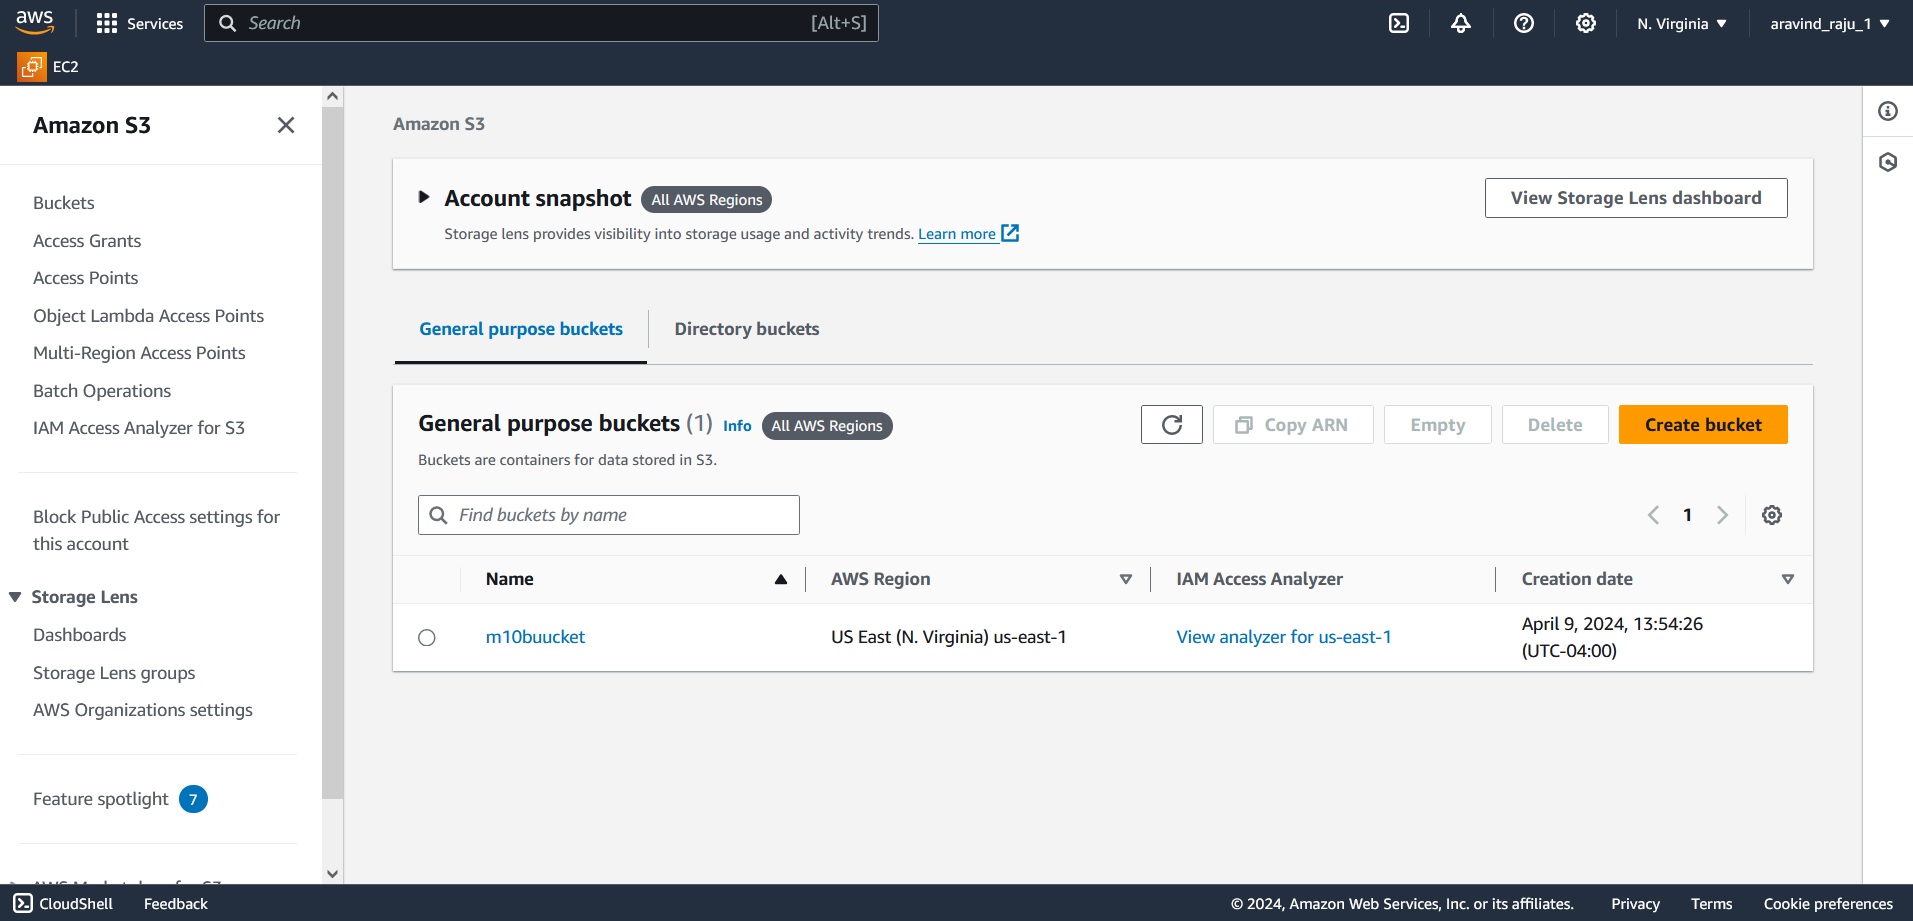 aws
Services
Search [Alt+S]
N. Virginia
aravind_raju_1
EC2
Amazon S3
Buckets
Access Grants
Access Points
Object Lambda Access Points
Multi-Region Access Points
Batch Operations
IAM Access Analyzer for S3
Block Public Access settings for
this account
Storage Lens
Dashboards
Storage Lens groups
AWS Organizations settings
Feature spotlight 7
Amazon S3
Account snapshot All AWS Regions
View Storage Lens dashboard
Storage lens provides visibility into storage usage and activity trends. Learn more
General purpose buckets
Directory buckets
General purpose buckets (1) Info All AWS Regions
Copy ARN
Empty
Delete
Create bucket
Buckets are containers for data stored in S3.
Find buckets by name
1
Name AWS Region IAM Access Analyzer Creation date
m10buucket US East (N. Virginia) us-east-1 View analyzer for us-east-1 April 9, 2024, 13:54:26
(UTC-04:00)
CloudShell Feedback
© 2024, Amazon Web Services, Inc. or its affiliates. Privacy Terms Cookie preferences